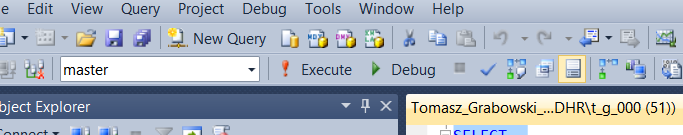 Edit View Query Project Debug Tools Window Help
New Query
master Execute Debug
Object Explorer Tomasz_Grabowski_...DHR\t_g_000 (51))
Connect SELECT